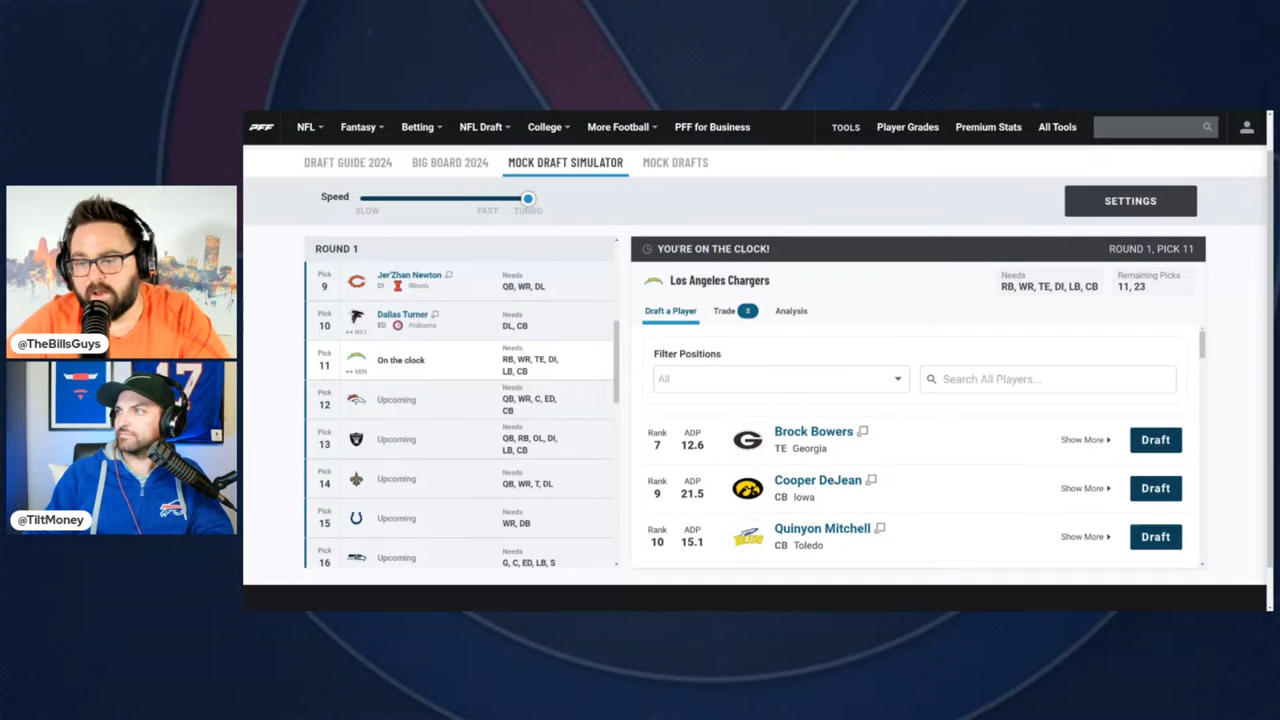 PFF NFL Fantasy Betting NFL Draft College More Football PFF for Business TOOLS Player Grades Premium Stats All Tools
DRAFT GUIDE 2024 BIG BOARD 2024 MOCK DRAFT SIMULATOR MOCK DRAFTS
Speed
SLOW FAST TURBO
SETTINGS
ROUND 1
Pick 9
Jer'Zhan Newton
DI Illinois
Needs
QB, WR, DL
Pick 10
↔ NYJ
Dallas Turner
ED Alabama
Needs
DL, CB
Pick 11
↔ MIN
On the clock
Needs
RB, WR, TE, DI,
LB, CB
Pick 12
Upcoming
Needs
QB, WR, C, ED,
CB
Pick 13
Upcoming
Needs
QB, RB, OL, DI,
LB, CB
Pick 14
Upcoming
Needs
QB, WR, T, DL
Pick 15
Upcoming
Needs
WR, DB
Pick 16
Upcoming
Needs
G, C, ED, LB, S
YOU'RE ON THE CLOCK! ROUND 1, PICK 11
Los Angeles Chargers
Needs
RB, WR, TE, DI, LB, CB
Remaining Picks
11, 23
Draft a Player Trade 2 Analysis
Filter Positions
All
Search All Players...
Rank 7
ADP 12.6
G
Brock Bowers
TE Georgia
Show More
Draft
Rank 9
ADP 21.5
Cooper DeJean
CB Iowa
Show More
Draft
Rank 10
ADP 15.1
Quinyon Mitchell
CB Toledo
Show More
Draft
@TheBillsGuys
17
@TiltMoney